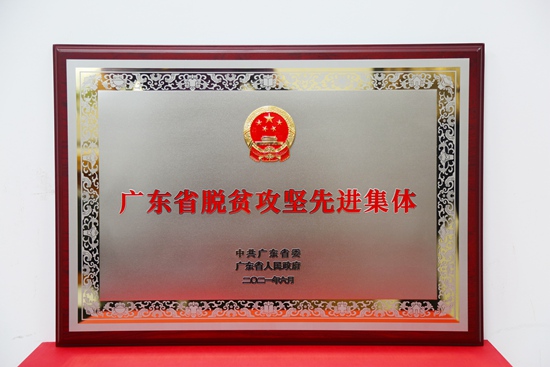 广东省脱贫攻坚先进集体
中共广东省委
广东省人民政府
二〇二一年六月